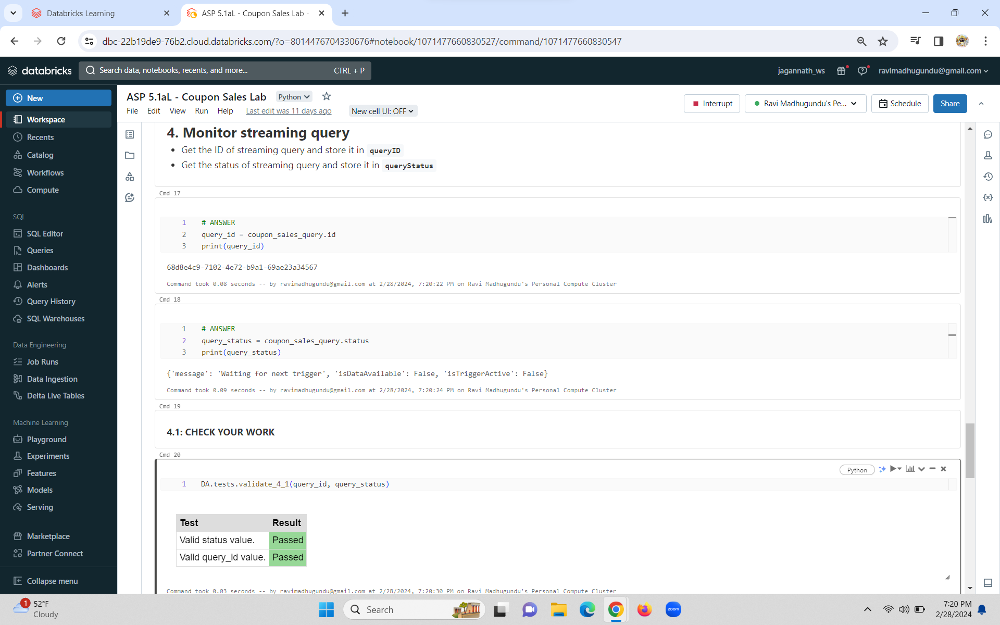 Databricks Learning
ASP 5.1aL - Coupon Sales Lab -
dbc-22b19de9-76b2.cloud.databricks.com/?o=8014476704330676#notebook/1071477660830527/command/1071477660830547
databricks
Search data, notebooks, recents, and more...
CTRL + P
jagannath_ws
ravimadhugundu@gmail.com
New
Workspace
Recents
Catalog
Workflows
Compute
SQL
SQL Editor
Queries
Dashboards
Alerts
Query History
SQL Warehouses
Data Engineering
Job Runs
Data Ingestion
Delta Live Tables
Machine Learning
Playground
Experiments
Features
Models
Serving
Marketplace
Partner Connect
Collapse menu
ASP 5.1aL - Coupon Sales Lab
Python
File Edit View Run Help Last edit was 11 days ago New cell UI: OFF
Interrupt
Ravi Madhugundu's Pe...
Schedule
Share
4. Monitor streaming query
• Get the ID of streaming query and store it in queryID
• Get the status of streaming query and store it in queryStatus
Cmd 17
1 # ANSWER
2 query_id = coupon_sales_query.id
3 print(query_id)
68d8e4c9-7102-4e72-b9a1-69ae23a34567
Command took 0.08 seconds -- by ravimadhugundu@gmail.com at 2/28/2024, 7:20:22 PM on Ravi Madhugundu's Personal Compute Cluster
Cmd 18
1 # ANSWER
2 query_status = coupon_sales_query.status
3 print(query_status)
{'message': 'Waiting for next trigger', 'isDataAvailable': False, 'isTriggerActive': False}
Command took 0.09 seconds -- by ravimadhugundu@gmail.com at 2/28/2024, 7:20:24 PM on Ravi Madhugundu's Personal Compute Cluster
Cmd 19
4.1: CHECK YOUR WORK
Cmd 20
Python
1 DA.tests.validate_4_1(query_id, query_status)
Test Result
Valid status value. Passed
Valid query_id value. Passed
Command took 0.03 seconds -- by ravimadhugundu@gmail.com at 2/28/2024, 7:20:30 PM on Ravi Madhugundu's Personal Compute Cluster
1
52°F
Cloudy
Search
zoom
7:20 PM
2/28/2024